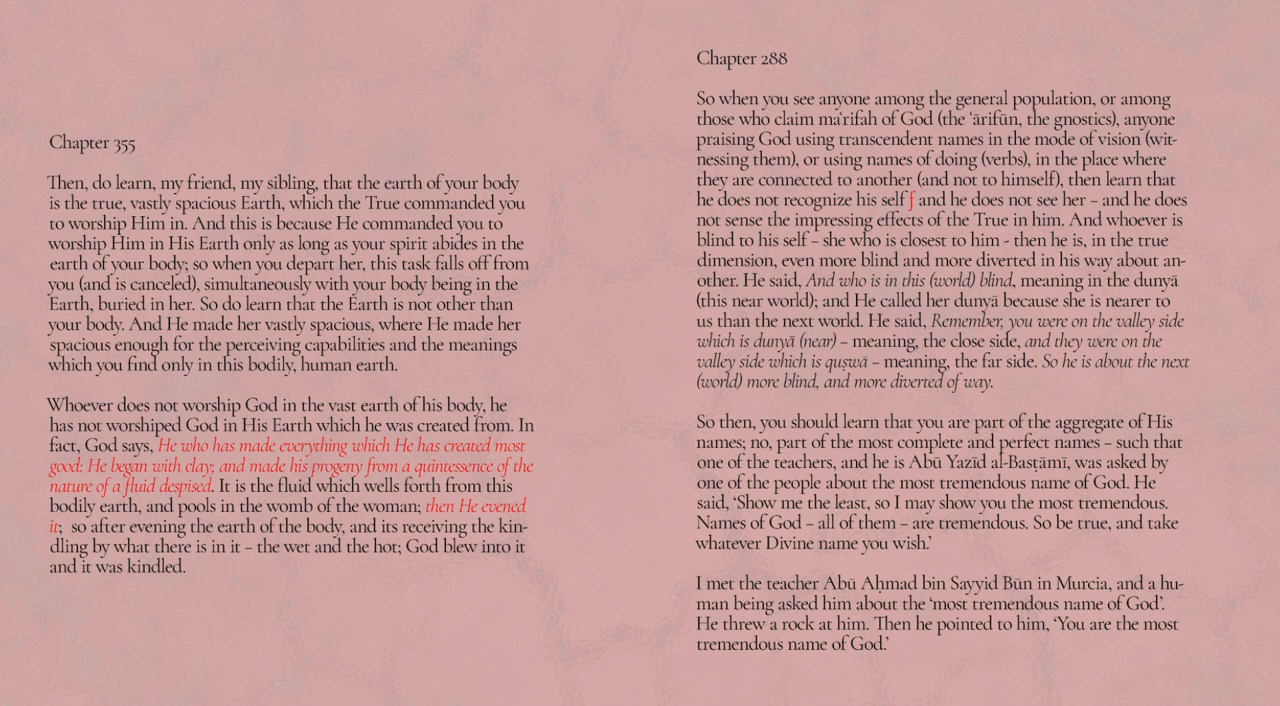 Chapter 355
Then, do learn, my friend, my sibling, that the earth of your body
is the true, vastly spacious Earth, which the True commanded you
to worship Him in. And this is because He commanded you to
worship Him in His Earth only as long as your spirit abides in the
earth of your body; so when you depart her, this task falls off from
you (and is canceled), simultaneously with your body being in the
Earth, buried in her. So do learn that the Earth is not other than
your body. And He made her vastly spacious, where He made her
spacious enough for the perceiving capabilities and the meanings
which you find only in this bodily, human earth.
Whoever does not worship God in the vast earth of his body, he
has not worshiped God in His Earth which he was created from. In
fact, God says, He who has made everything which He has created most
good: He began with clay; and made his progeny from a quintessence of the
nature of a fluid despised. It is the fluid which wells forth from this
bodily earth, and pools in the womb of the woman; then He evened
it; so after evening the earth of the body, and its receiving the kin-
dling by what there is in it – the wet and the hot; God blew into it
and it was kindled.
Chapter 288
So when you see anyone among the general population, or among
those who claim maʿrifah of God (the ʿārifūn, the gnostics), anyone
praising God using transcendent names in the mode of vision (wit-
nessing them), or using names of doing (verbs), in the place where
they are connected to another (and not to himself), then learn that
he does not recognize his self f and he does not see her – and he does
not sense the impressing effects of the True in him. And whoever is
blind to his self – she who is closest to him - then he is, in the true
dimension, even more blind and more diverted in his way about an-
other. He said, And who is in this (world) blind, meaning in the dunyā
(this near world); and He called her dunyā because she is nearer to
us than the next world. He said, Remember, you were on the valley side
which is dunyā (near) – meaning, the close side, and they were on the
valley side which is quṣwā – meaning, the far side. So he is about the next
(world) more blind, and more diverted of way.
So then, you should learn that you are part of the aggregate of His
names; no, part of the most complete and perfect names – such that
one of the teachers, and he is Abū Yazīd al-Basṭāmī, was asked by
one of the people about the most tremendous name of God. He
said, ‘Show me the least, so I may show you the most tremendous.
Names of God – all of them – are tremendous. So be true, and take
whatever Divine name you wish.’
I met the teacher Abū Aḥmad bin Sayyid Būn in Murcia, and a hu-
man being asked him about the ‘most tremendous name of God’.
He threw a rock at him. Then he pointed to him, ‘You are the most
tremendous name of God.’